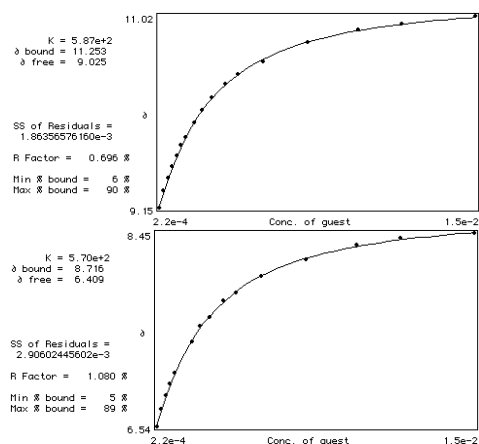 11.02
K = 5.87e+2
∂ bound = 11.253
∂ free = 9.025
∂
SS of Residuals =
1.86356576160e-3
R Factor = 0.696 %
Min % bound = 6 %
Max % bound = 90 %
9.15
2.2e-4 Conc. of guest 1.5e-2
8.45
K = 5.70e+2
∂ bound = 8.716
∂ free = 6.409
∂
SS of Residuals =
2.90602445602e-3
R Factor = 1.080 %
Min % bound = 5 %
Max % bound = 89 %
6.54
2.2e-4 Conc. of guest 1.5e-2